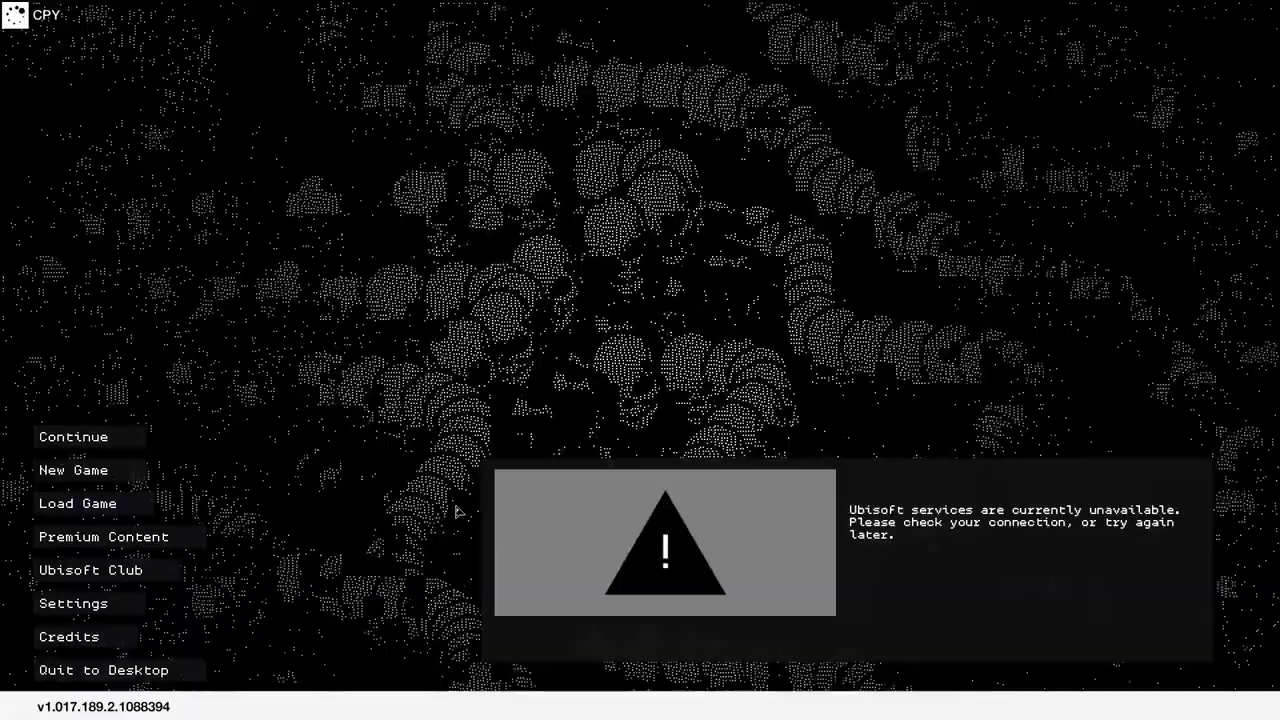 CPY
Continue
New Game
Load Game
Premium Content
Ubisoft Club
Settings
Credits
Quit to Desktop
!
Ubisoft services are currently unavailable.
Please check your connection, or try again
later.
v1.017.189.2.1088394